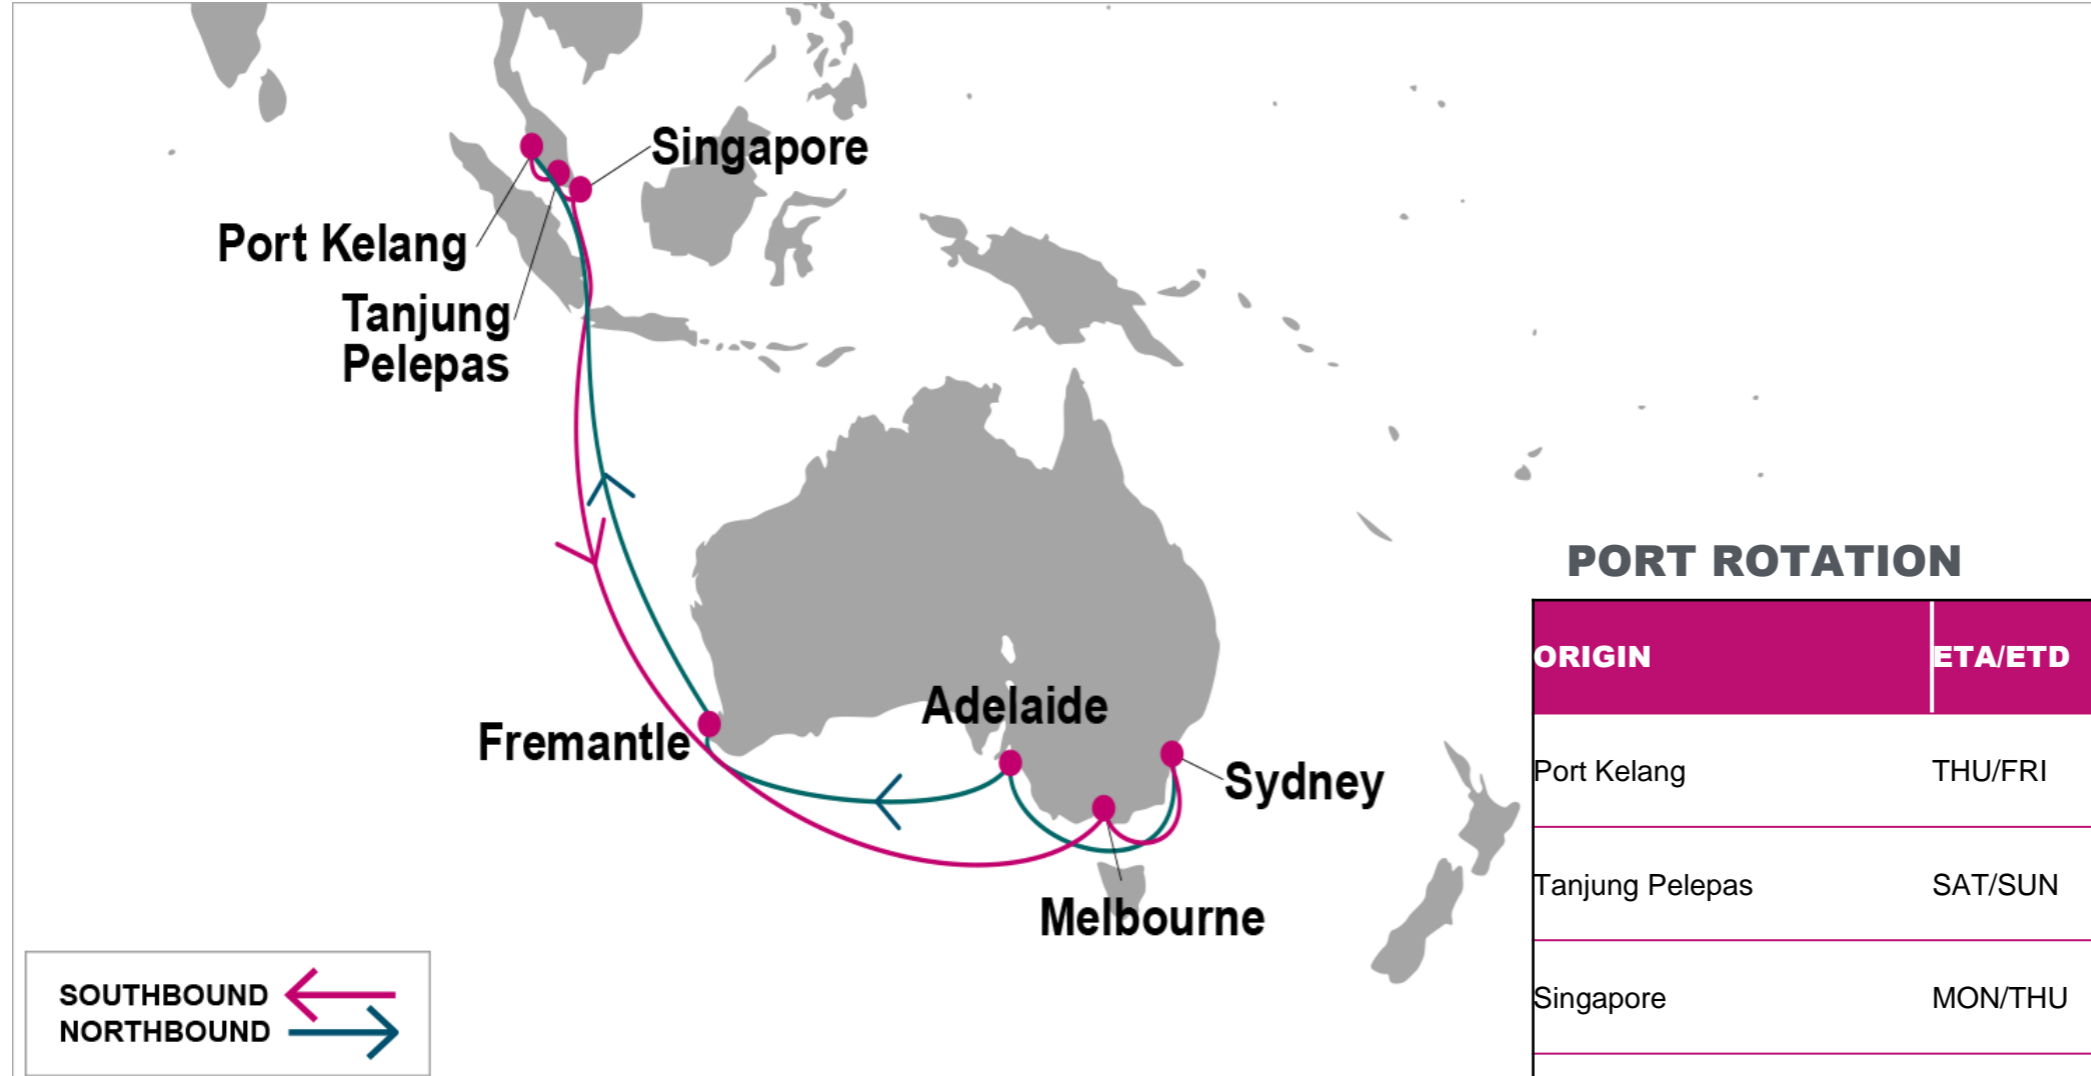 Singapore
Port Kelang
Tanjung
Pelepas
Fremantle
Adelaide
Sydney
Melbourne
SOUTHBOUND
NORTHBOUND
PORT ROTATION
ORIGIN ETA/ETD
Port Kelang THU/FRI
Tanjung Pelepas SAT/SUN
Singapore MON/THU